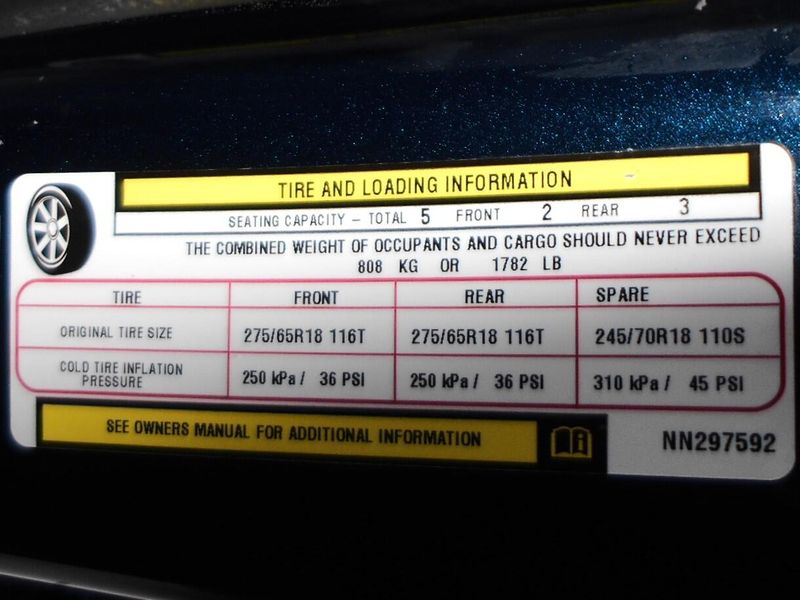 TIRE AND LOADING INFORMATION
SEATING CAPACITY – TOTAL 5 FRONT 2 REAR 3
THE COMBINED WEIGHT OF OCCUPANTS AND CARGO SHOULD NEVER EXCEED
808 KG OR 1782 LB
TIRE FRONT REAR SPARE
ORIGINAL TIRE SIZE 275/65R18 116T 275/65R18 116T 245/70R18 110S
COLD TIRE INFLATION
PRESSURE 250 kPa / 36 PSI 250 kPa / 36 PSI 310 kPa / 45 PSI
SEE OWNERS MANUAL FOR ADDITIONAL INFORMATION
NN297592